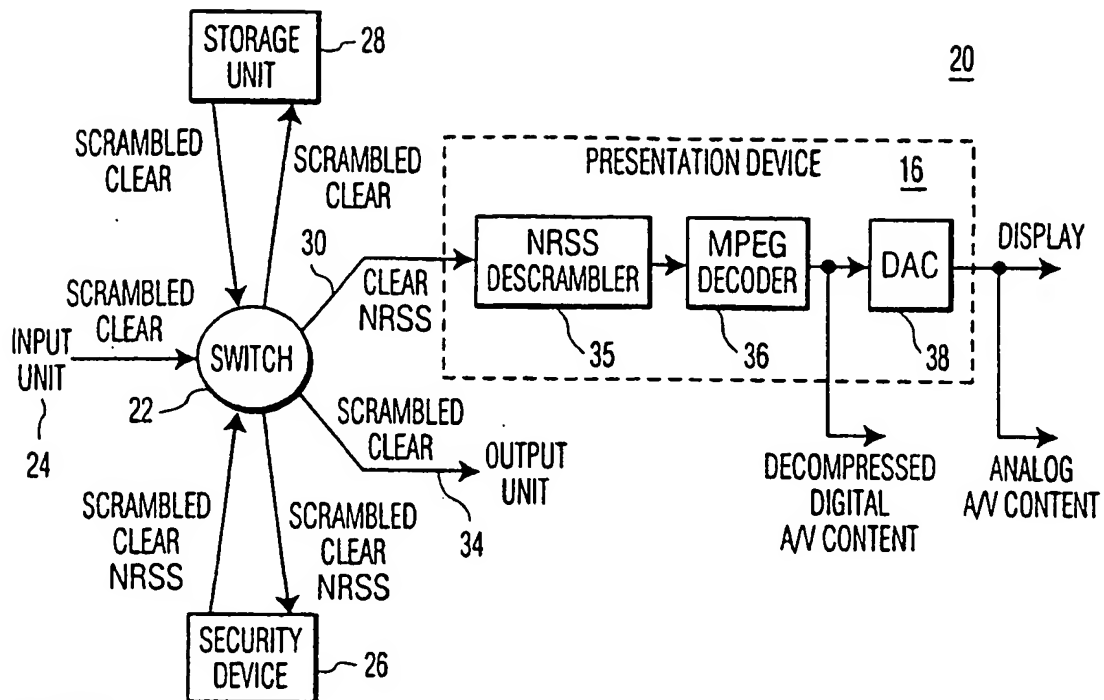 STORAGE
UNIT
28
20
SCRAMBLED
CLEAR
SCRAMBLED
CLEAR
PRESENTATION DEVICE
16
30
NRSS
DESCRAMBLER
35
MPEG
DECODER
36
DAC
38
DISPLAY
CLEAR
NRSS
SCRAMBLED
CLEAR
INPUT
UNIT
24
SWITCH
22
SCRAMBLED
CLEAR
34
OUTPUT
UNIT
DECOMPRESSED
DIGITAL
A/V CONTENT
ANALOG
A/V CONTENT
SCRAMBLED
CLEAR
NRSS
SCRAMBLED
CLEAR
NRSS
SECURITY
DEVICE
26